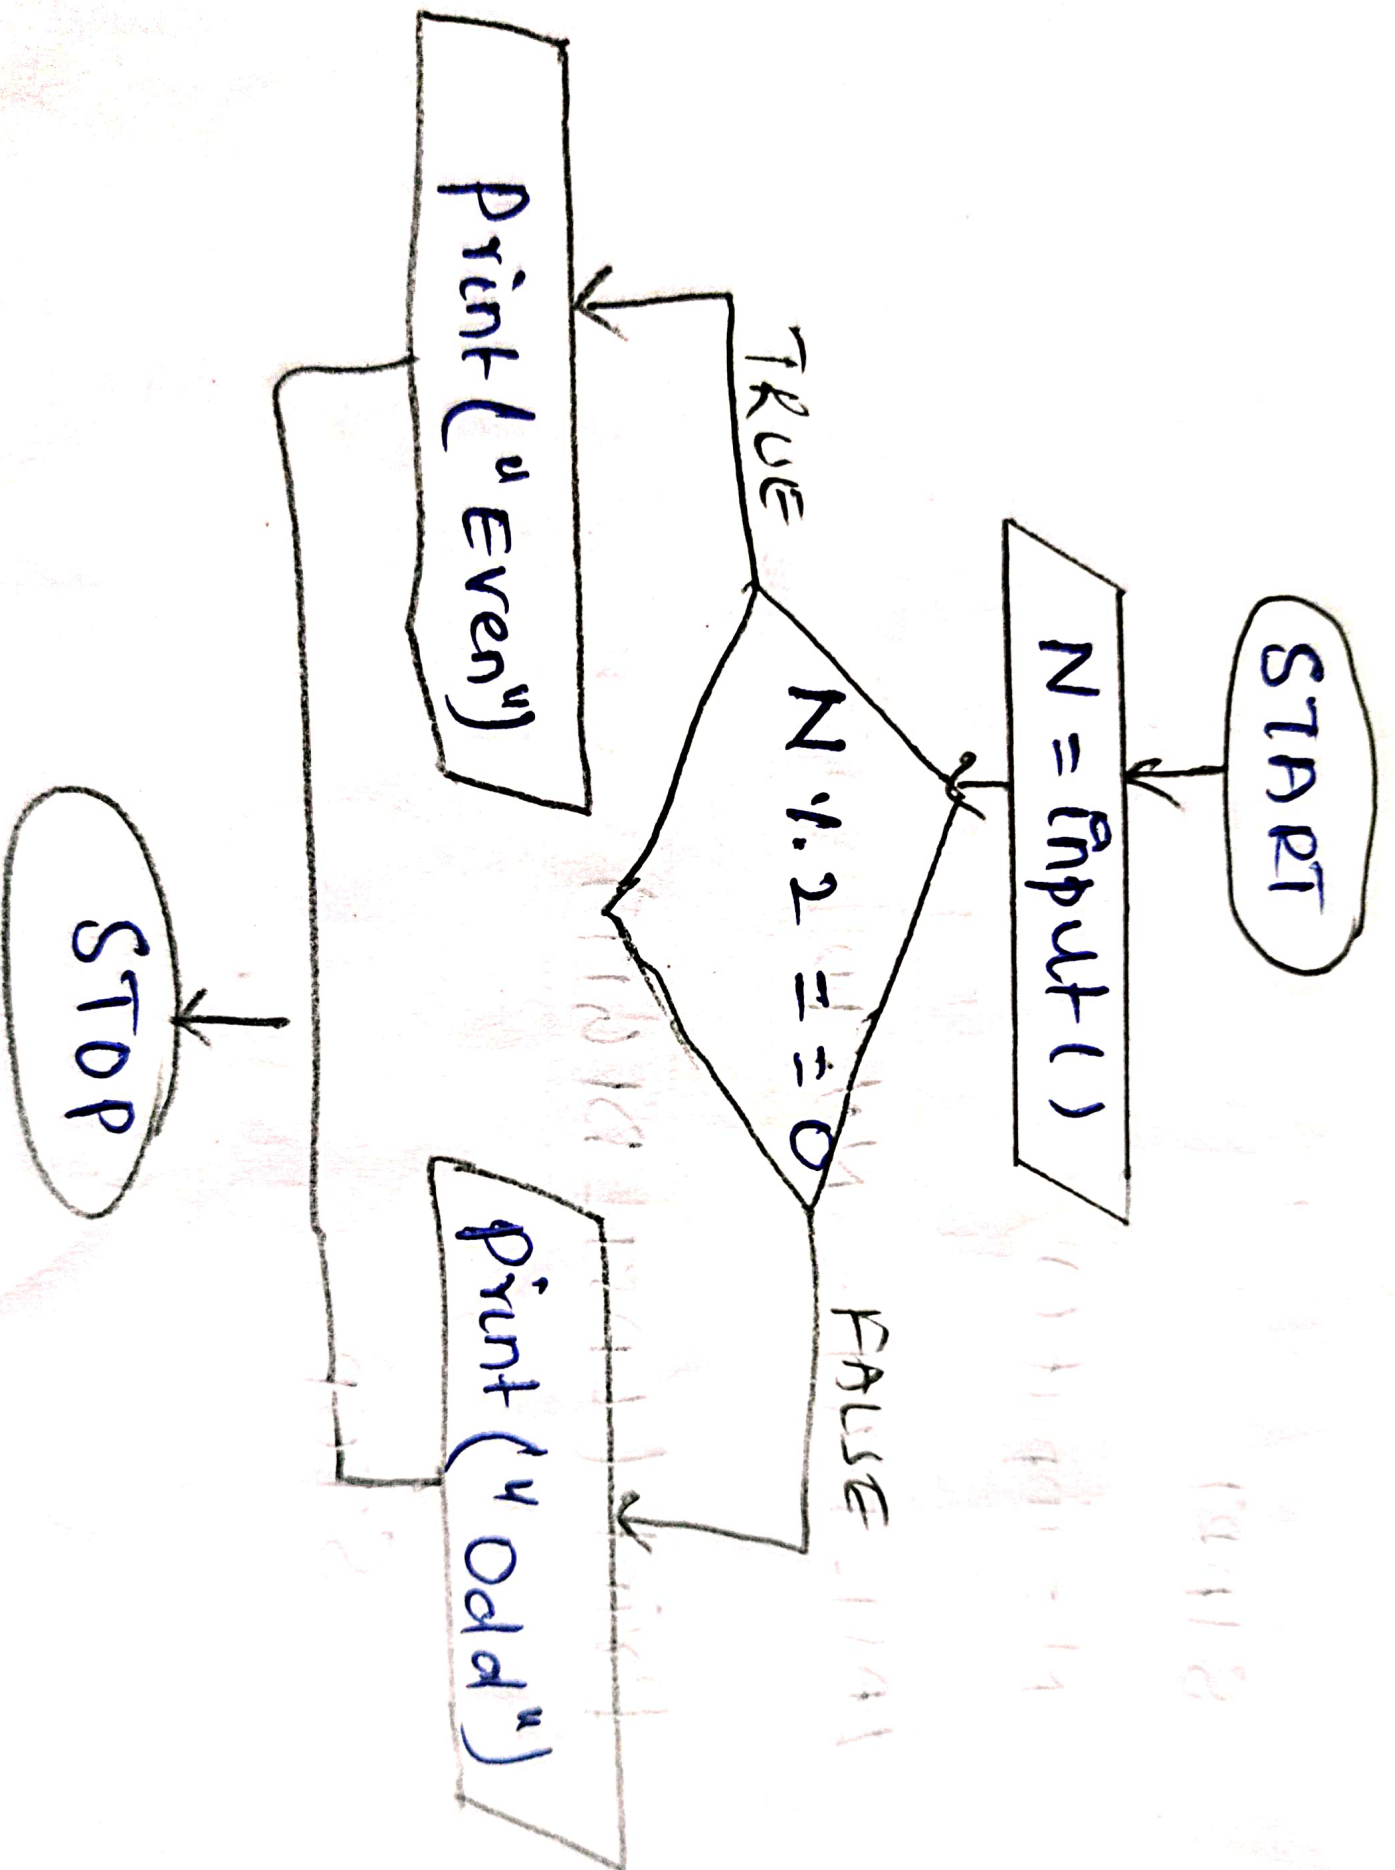 START
N = input()
N % 2 == 0
TRUE
FALSE
print("Even")
print("Odd")
STOP